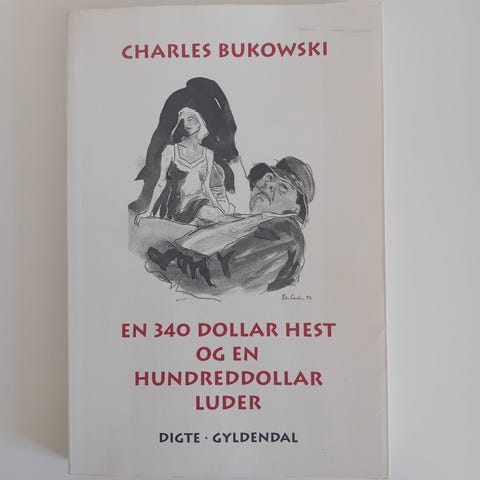 CHARLES BUKOWSKI
EN 340 DOLLAR HEST
OG EN
HUNDREDDOLLAR
LUDER
DIGTE · GYLDENDAL